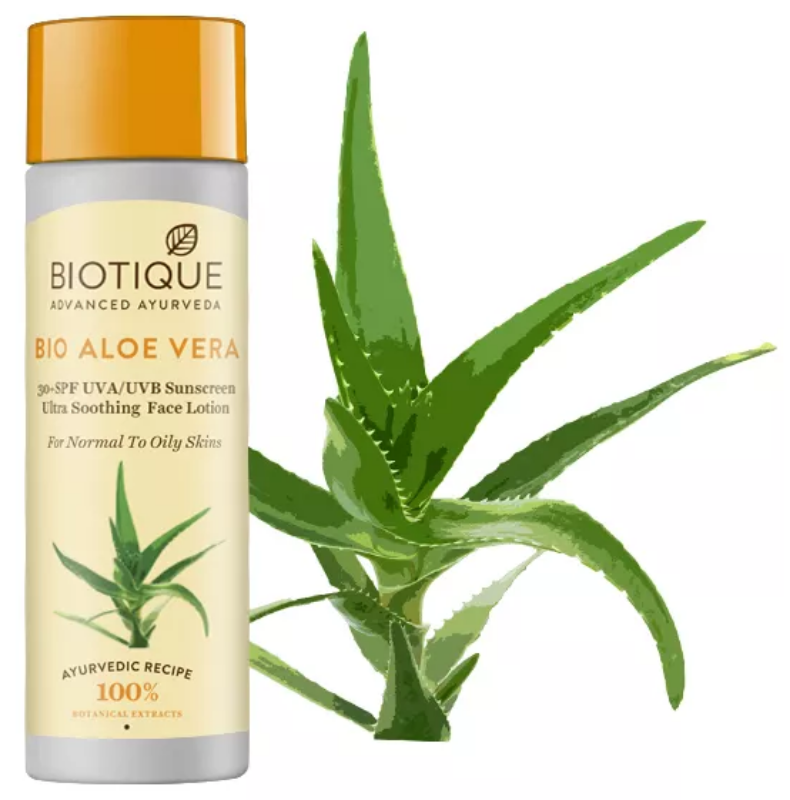 BIOTIQUE
ADVANCED AYURVEDA
BIO ALOE VERA
30+SPF UVA/UVB Sunscreen
Ultra Soothing Face Lotion
For Normal To Oily Skins
AYURVEDIC RECIPE
100%
BOTANICAL EXTRACTS